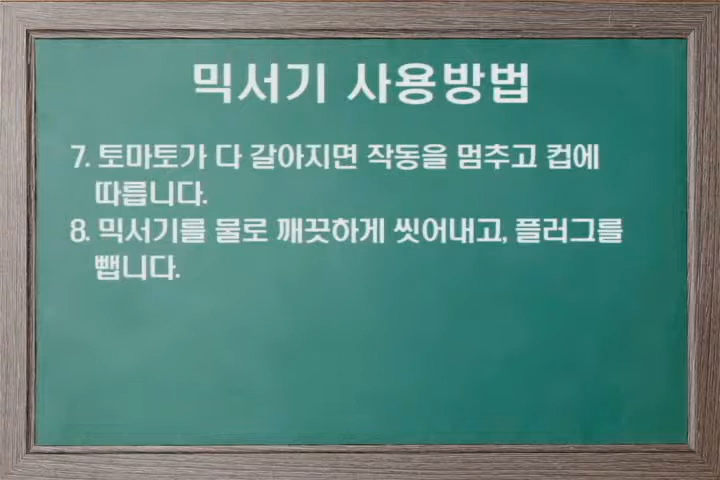 믹서기 사용방법
7. 토마토가 다 갈아지면 작동을 멈추고 컵에
따릅니다.
8. 믹서기를 물로 깨끗하게 씻어내고, 플러그를
뺍니다.